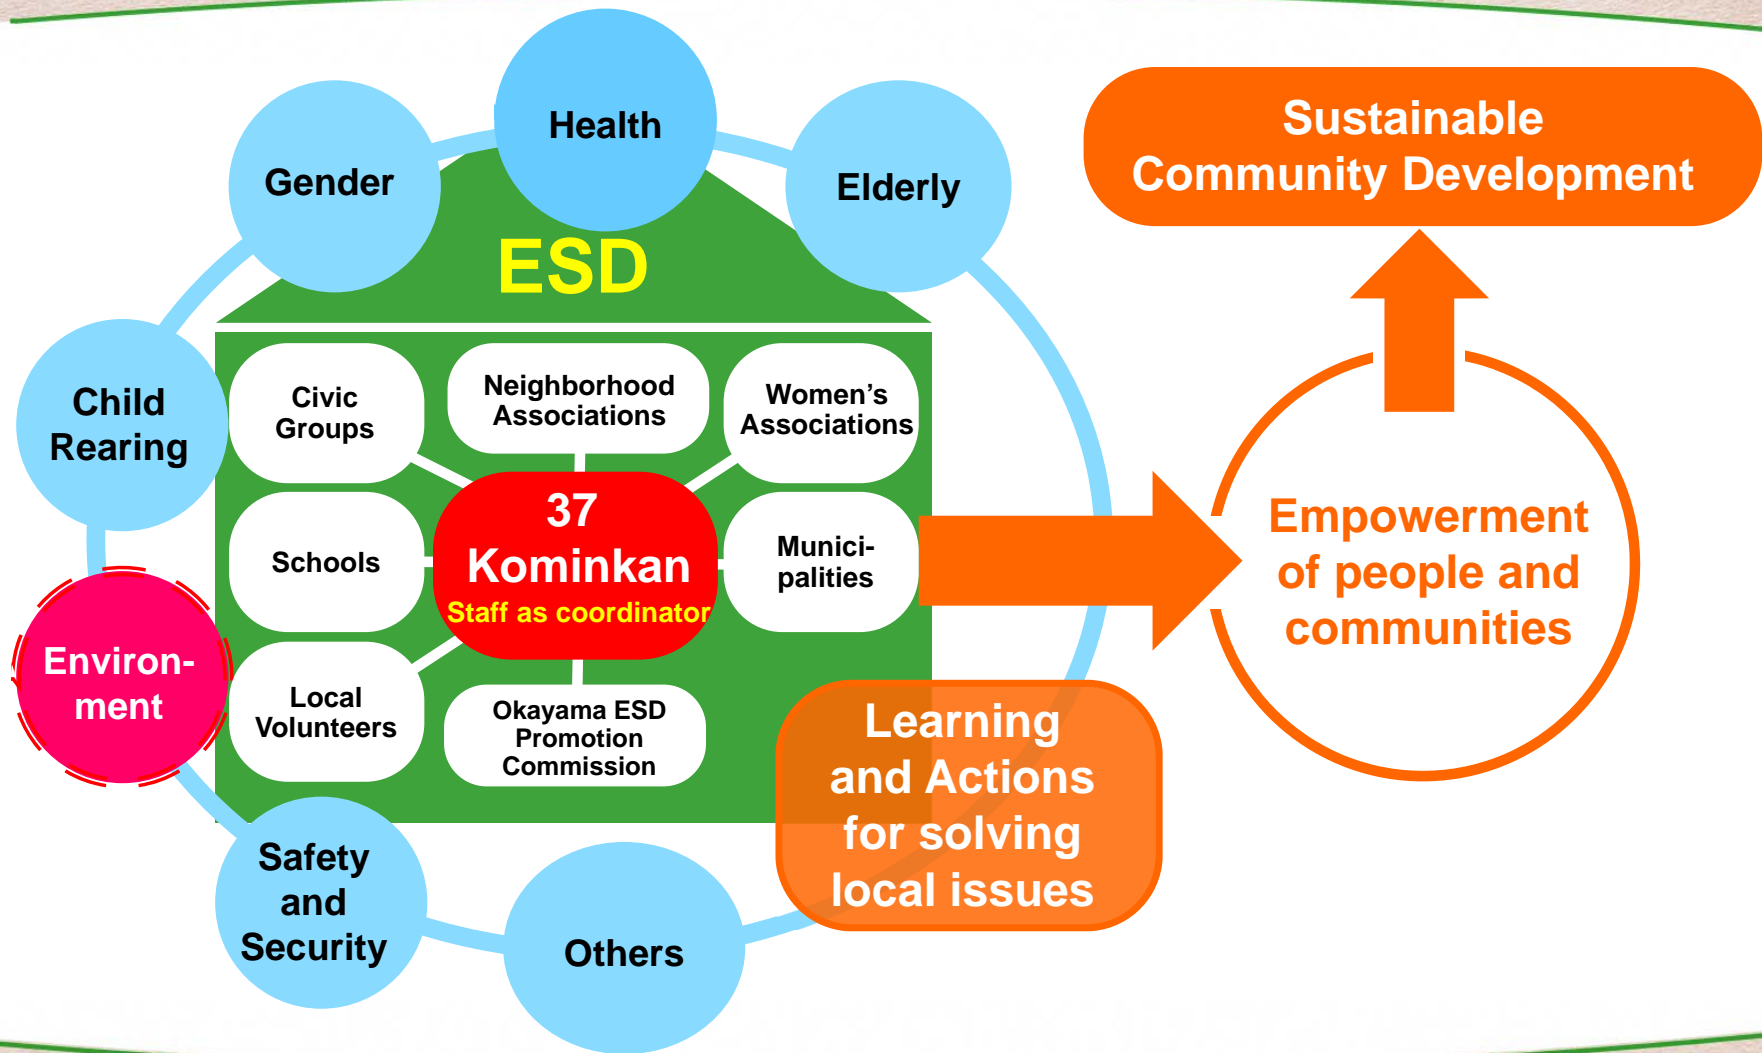 Health
Gender
Elderly
Sustainable
Community Development
ESD
Child
Rearing
Civic
Groups
Neighborhood
Associations
Women’s
Associations
37
Kominkan
Staff as coordinator
Schools
Munici-
palities
Empowerment
of people and
communities
Environ-
ment
Local
Volunteers
Okayama ESD
Promotion
Commission
Learning
and Actions
for solving
local issues
Safety
and
Security
Others